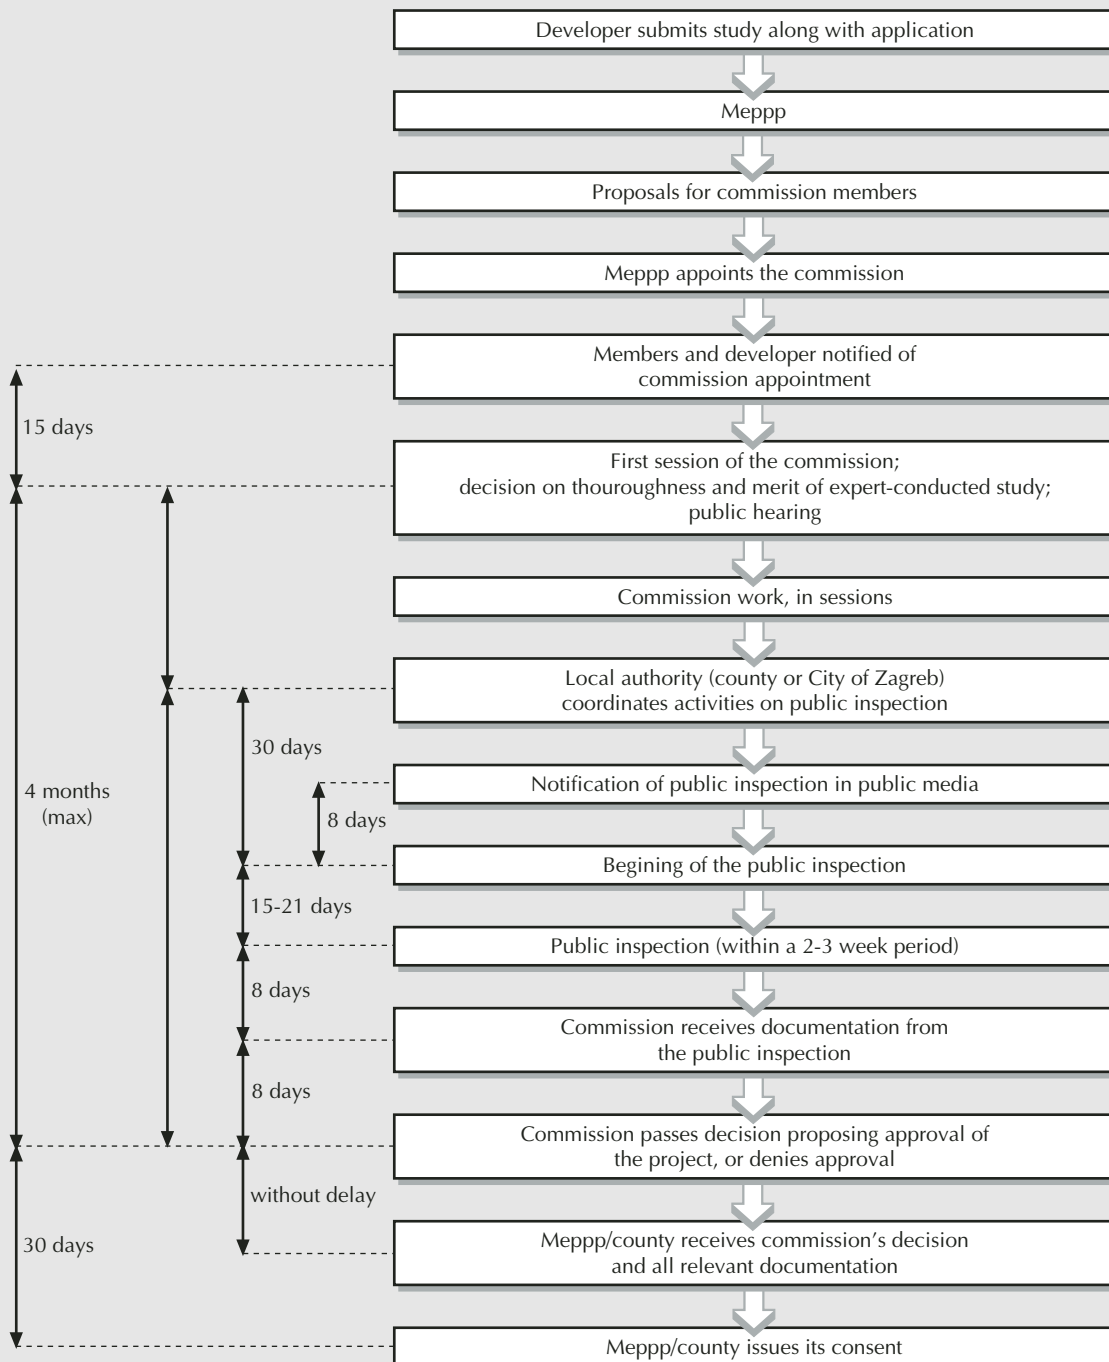 Developer submits study along with application
Meppp
Proposals for commission members
Meppp appoints the commission
Members and developer notified of
commission appointment
15 days
First session of the commission;
decision on thouroughness and merit of expert-conducted study;
public hearing
Commission work, in sessions
Local authority (county or City of Zagreb)
coordinates activities on public inspection
30 days
Notification of public inspection in public media
4 months
(max)
8 days
Begining of the public inspection
15-21 days
Public inspection (within a 2-3 week period)
8 days
Commission receives documentation from
the public inspection
8 days
Commission passes decision proposing approval of
the project, or denies approval
without delay
30 days
Meppp/county receives commission's decision
and all relevant documentation
Meppp/county issues its consent